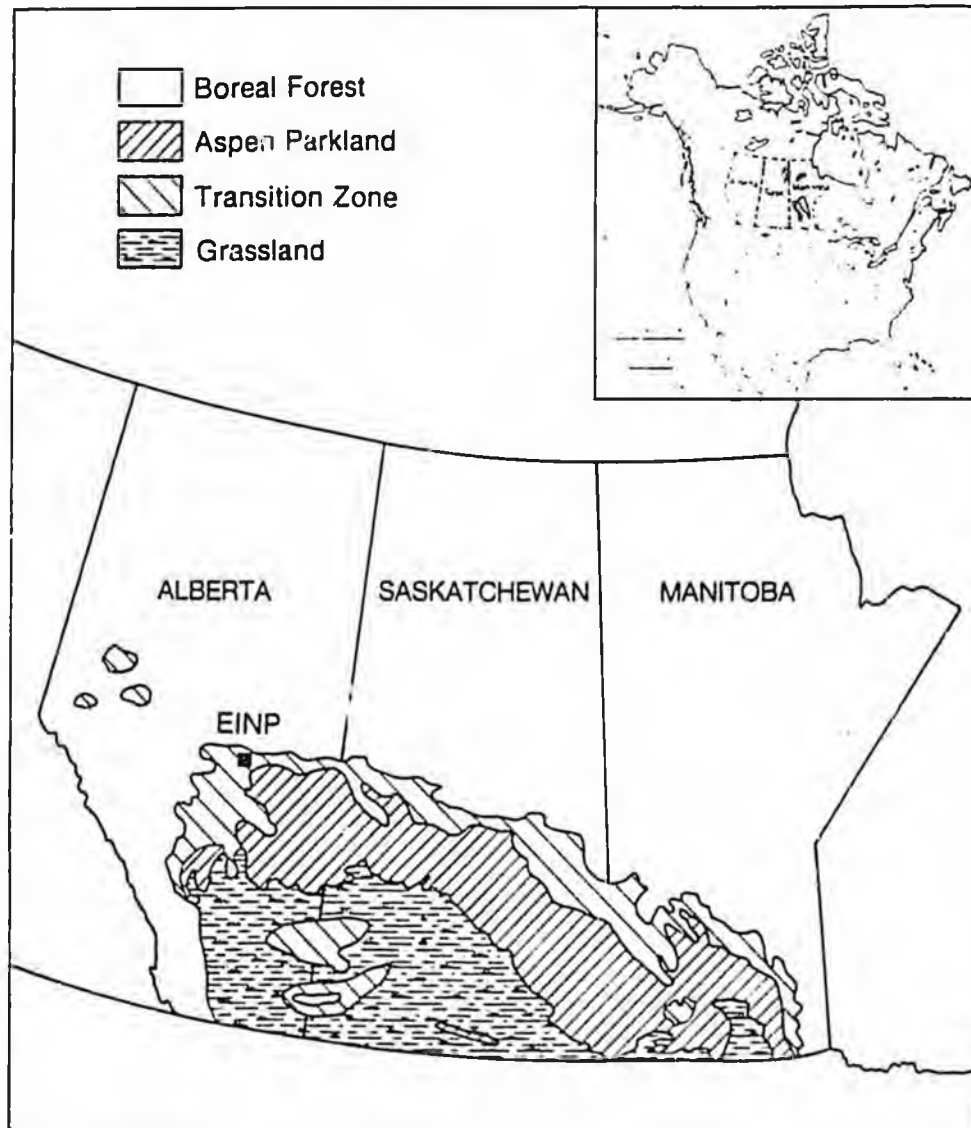 Boreal Forest
Aspen Parkland
Transition Zone
Grassland
ALBERTA
SASKATCHEWAN
MANITOBA
EINP